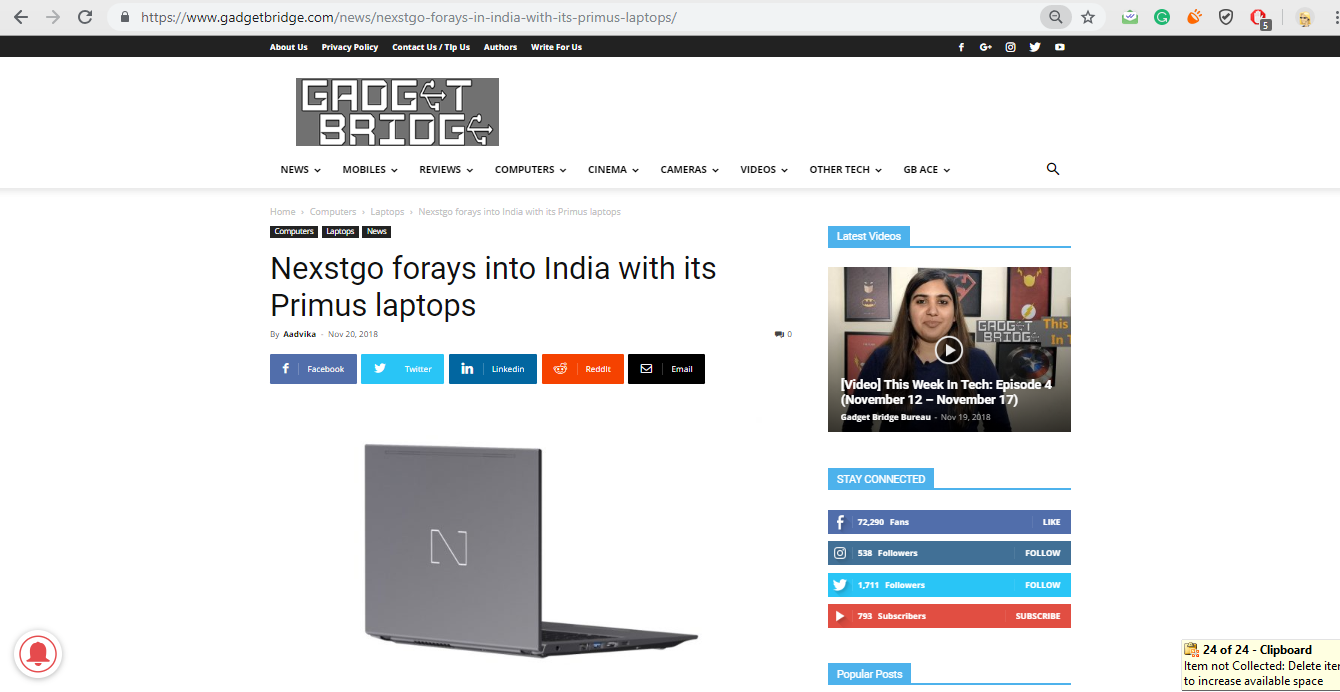 https://www.gadgetbridge.com/news/nexstgo-forays-in-india-with-its-primus-laptops/
5
About Us Privacy Policy Contact Us / TIp Us Authors Write For Us
GADGET
BRIDGE
NEWS MOBILES REVIEWS COMPUTERS CINEMA CAMERAS VIDEOS OTHER TECH GB ACE
Home › Computers › Laptops › Nexstgo forays into India with its Primus laptops
Computers Laptops News
Nexstgo forays into India with its
Primus laptops
By Aadvika - Nov 20, 2018
0
Facebook Twitter Linkedin ReddIt Email
N
Latest Videos
GADGET
BRIDG
This
In T
[Video] This Week In Tech: Episode 4
(November 12 – November 17)
Gadget Bridge Bureau - Nov 19, 2018
STAY CONNECTED
72,290 Fans LIKE
538 Followers FOLLOW
1,711 Followers FOLLOW
793 Subscribers SUBSCRIBE
Popular Posts
24 of 24 - Clipboard
Item not Collected: Delete iter
to increase available space